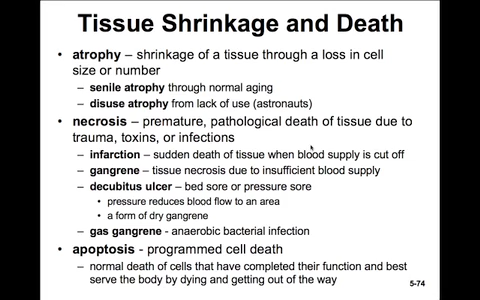 Tissue Shrinkage and Death
• atrophy – shrinkage of a tissue through a loss in cell
size or number
– senile atrophy through normal aging
– disuse atrophy from lack of use (astronauts)
• necrosis – premature, pathological death of tissue due to
trauma, toxins, or infections
– infarction – sudden death of tissue when blood supply is cut off
– gangrene – tissue necrosis due to insufficient blood supply
– decubitus ulcer – bed sore or pressure sore
• pressure reduces blood flow to an area
• a form of dry gangrene
– gas gangrene - anaerobic bacterial infection
• apoptosis - programmed cell death
– normal death of cells that have completed their function and best
serve the body by dying and getting out of the way
5-74